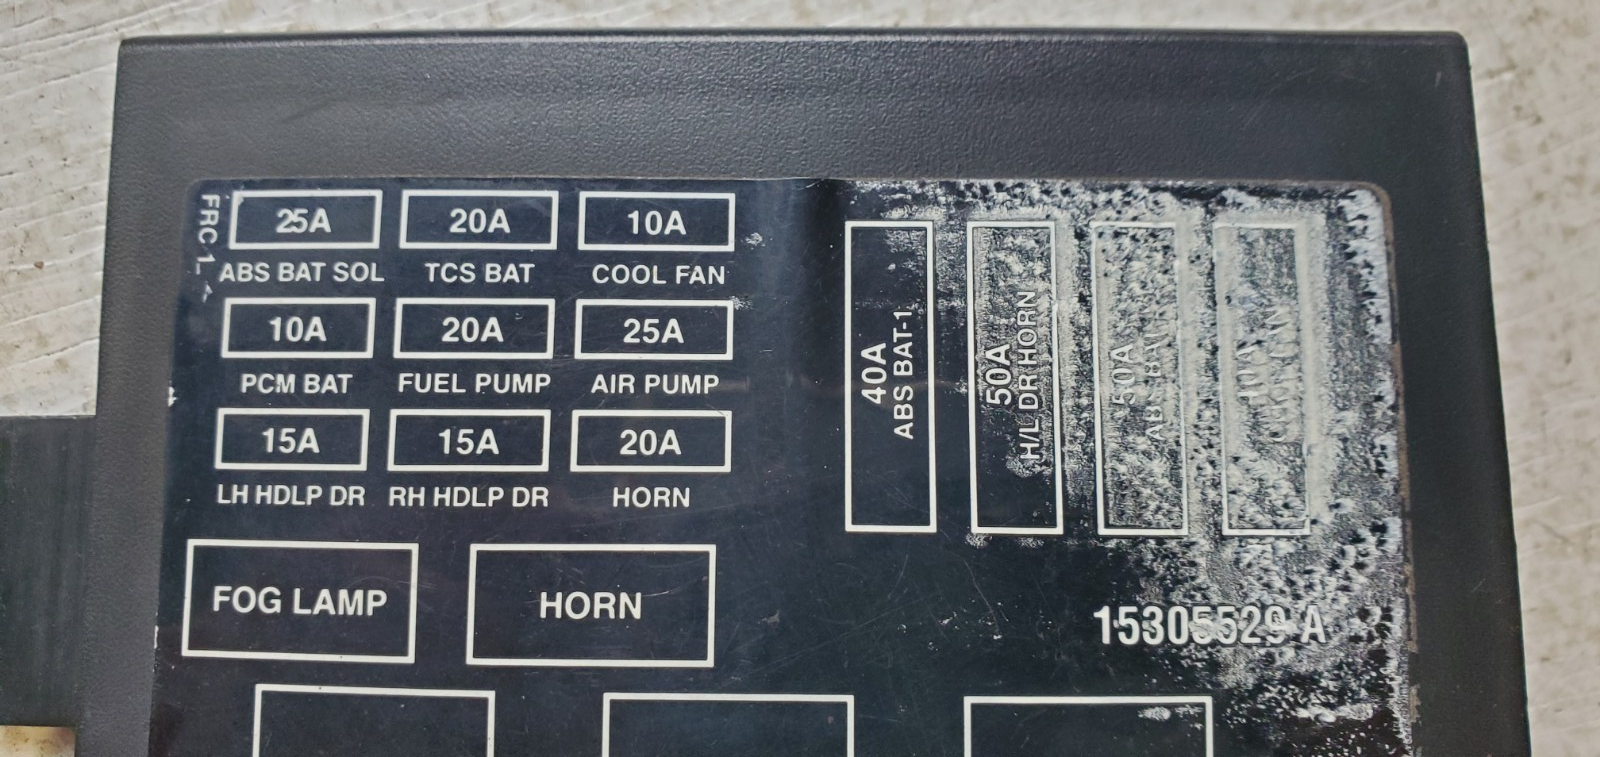 FRC-1
25A 20A 10A
ABS BAT SOL TCS BAT COOL FAN
10A 20A 25A
PCM BAT FUEL PUMP AIR PUMP
15A 15A 20A
LH HDLP DR RH HDLP DR HORN
40A
ABS BAT-1
50A
H/L DR HORN
50A
ABS BAT
FOG LAMP HORN
15305529-A